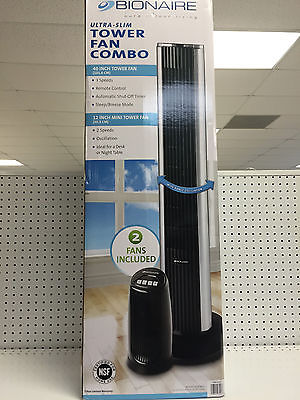 BIONAIRE
ULTRA-SLIM
TOWER
FAN
COMBO
40 INCH TOWER FAN
• 3 Speeds
• Remote Control
• Automatic Shut-Off Timer
• Sleep/Breeze Mode
12 INCH MINI TOWER FAN
• 2 Speeds
• Oscillation
• Ideal for a Desk
or Night Table
2
FANS
INCLUDED
BIONAIRE
NSF